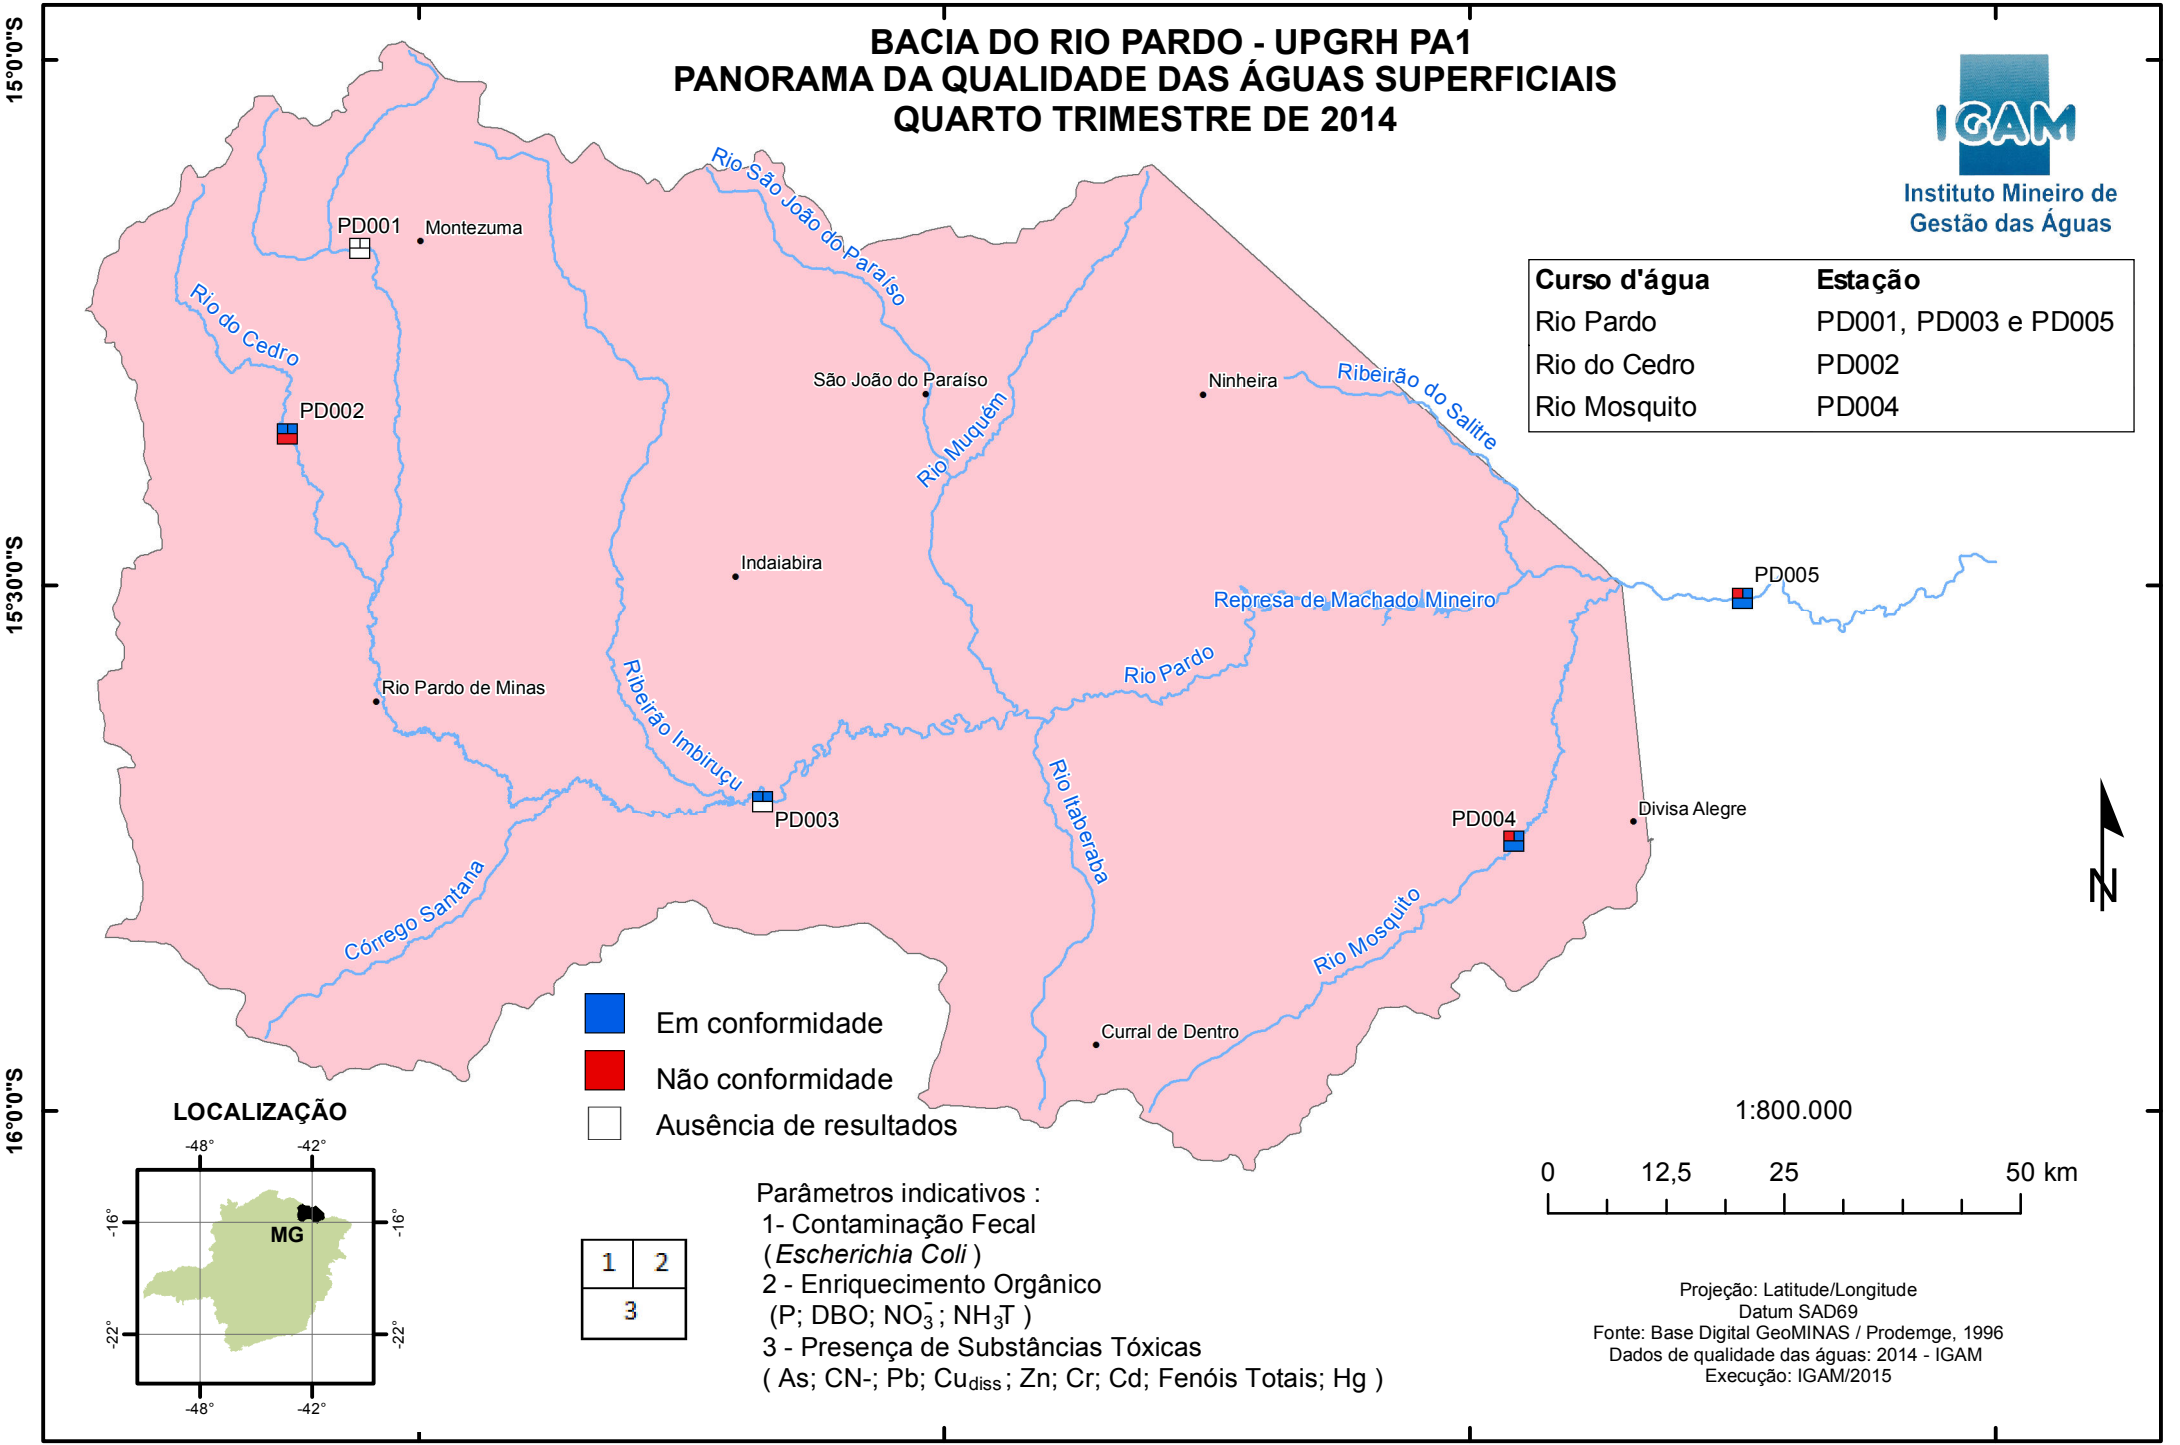 BACIA DO RIO PARDO - UPGRH PA1
PANORAMA DA QUALIDADE DAS ÁGUAS SUPERFICIAIS
QUARTO TRIMESTRE DE 2014
IGAM
Instituto Mineiro de
Gestão das Águas
Curso d'água Estação
Rio Pardo PD001, PD003 e PD005
Rio do Cedro PD002
Rio Mosquito PD004
15°0'0"S
15°30'0"S
16°0'0"S
Rio São João do Paraíso
PD001
Montezuma
Rio do Cedro
PD002
São João do Paraíso
Rio Muquém
Ninheira
Ribeirão do Salitre
Indaiabira
PD005
Represa de Machado Mineiro
Rio Pardo
Rio Pardo de Minas
Ribeirão Imbiruçu
PD003
Rio Itaberaba
PD004
Divisa Alegre
Córrego Santana
Rio Mosquito
Curral de Dentro
N
Em conformidade
Não conformidade
Ausência de resultados
LOCALIZAÇÃO
-48° -42°
-16° -16°
MG
-22° -22°
-48° -42°
1 2
3
Parâmetros indicativos :
1- Contaminação Fecal
(Escherichia Coli )
2 - Enriquecimento Orgânico
(P; DBO; NO₃⁻; NH₃T )
3 - Presença de Substâncias Tóxicas
( As; CN-; Pb; Cudiss; Zn; Cr; Cd; Fenóis Totais; Hg )
1:800.000
0 12,5 25 50 km
Projeção: Latitude/Longitude
Datum SAD69
Fonte: Base Digital GeoMINAS / Prodemge, 1996
Dados de qualidade das águas: 2014 - IGAM
Execução: IGAM/2015